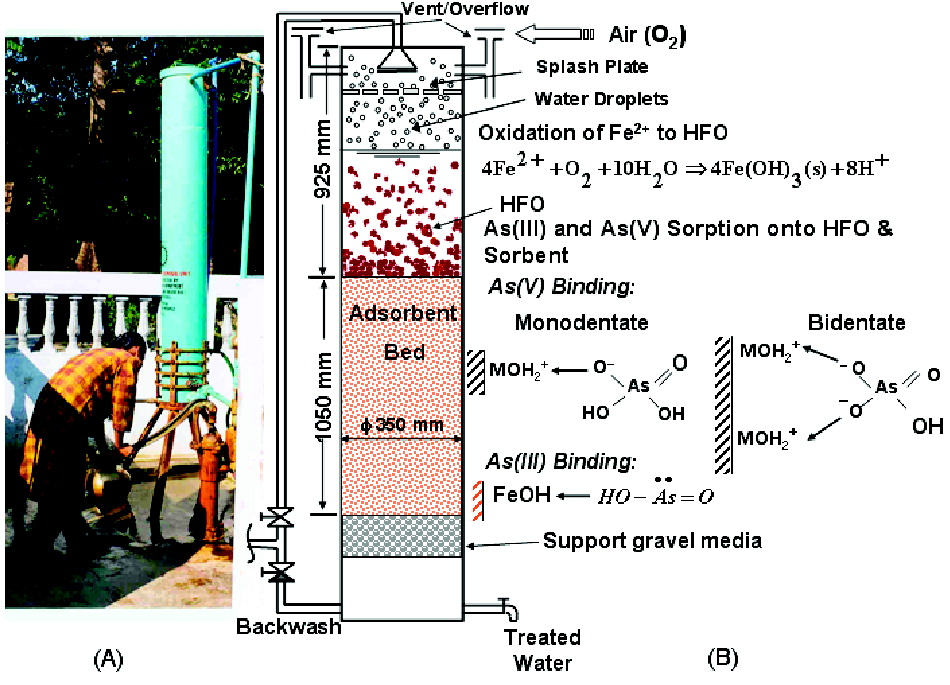 Vent/Overflow
Air (O₂)
Splash Plate
Water Droplets
Oxidation of Fe²⁺ to HFO
4Fe²⁺ + O₂ + 10H₂O ⇒ 4Fe(OH)₃(s) + 8H⁺
925 mm
HFO
As(III) and As(V) Sorption onto HFO &
Sorbent
As(V) Binding:
Adsorbent
Bed
Monodentate
Bidentate
MOH₂⁺
O⁻
As
O
HO
OH
MOH₂⁺
⁻O
As
O
⁻O
OH
MOH₂⁺
1050 mm
ϕ 350 mm
As(III) Binding:
FeOH
HO – Äs = O
Support gravel media
Backwash
Treated
Water
(A)
(B)